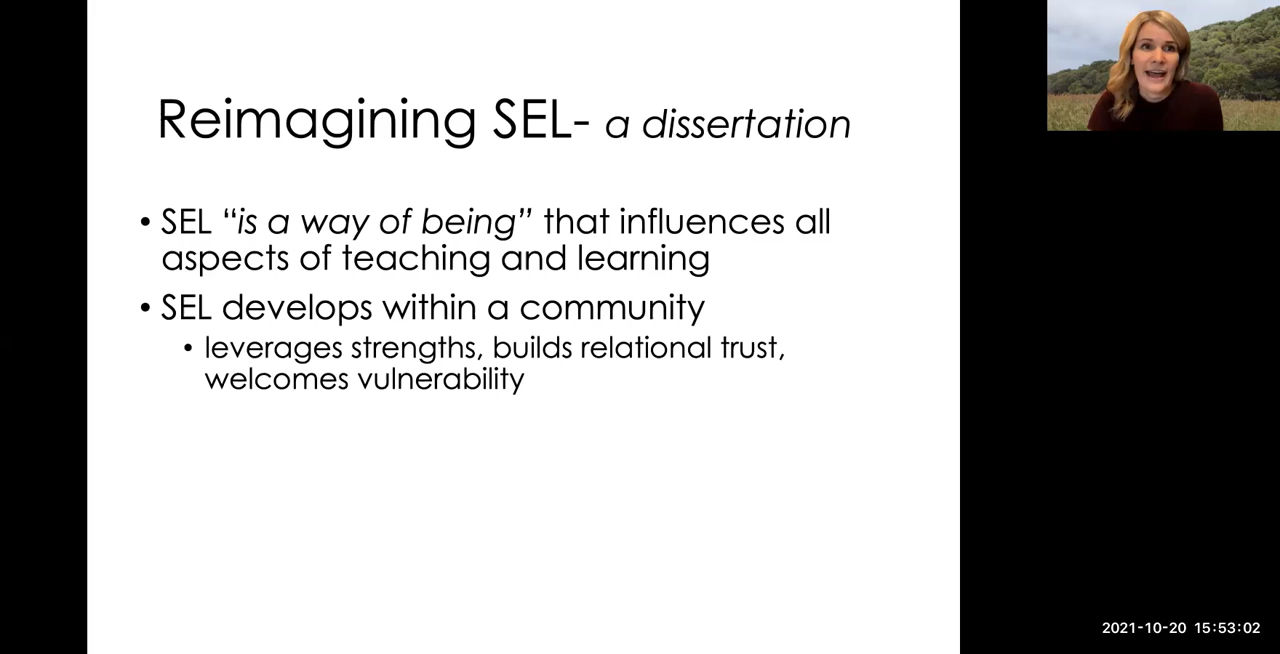 Reimagining SEL- a dissertation
• SEL “is a way of being” that influences all
aspects of teaching and learning
• SEL develops within a community
• leverages strengths, builds relational trust,
welcomes vulnerability
2021-10-20 15:53:02